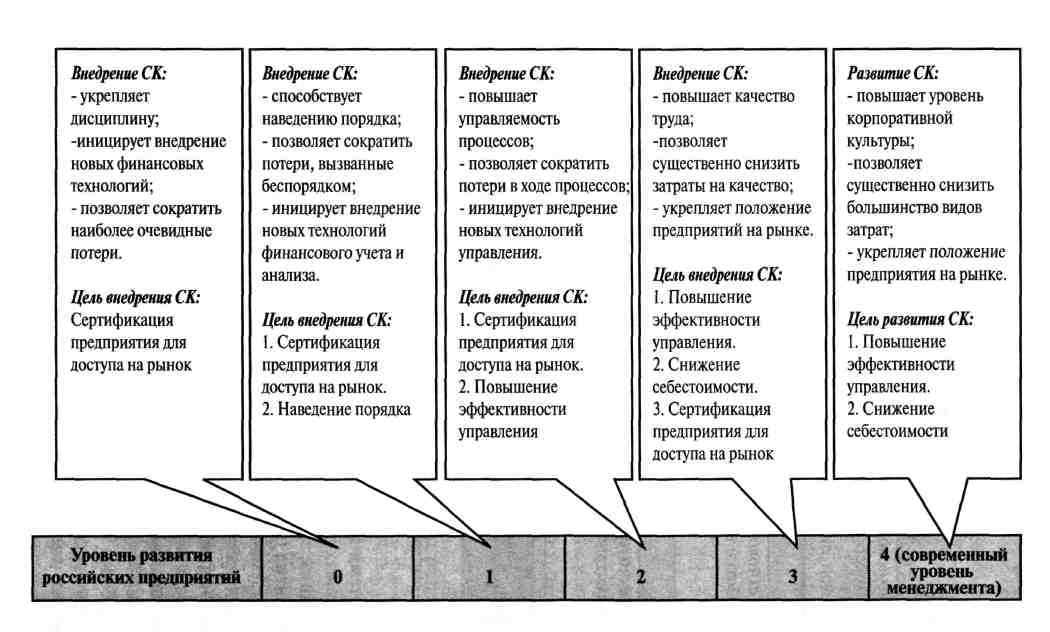 Внедрение СК:
- укрепляет
дисциплину;
-иницирует внедрение
новых финансовых
технологий;
- позволяет сократить
наиболее очевидные
потери.
Цель внедрения СК:
Сертификация
предприятия для
доступа на рынок
Внедрение СК:
- способствует
наведению порядка;
- позволяет сократить
потери, вызванные
беспорядком;
- иницирует внедрение
новых технологий
финансового учета и
анализа.
Цель внедрения СК:
1. Сертификация
предприятия для
доступа на рынок.
2. Наведение порядка
Внедрение СК:
- повышает
управляемость
процессов;
- позволяет сократить
потери в ходе процессов;
- иницирует внедрение
новых технологий
управления.
Цель внедрения СК:
1. Сертификация
предприятия для
доступа на рынок.
2. Повышение
эффективности
управления
Внедрение СК:
- повышает качество
труда;
-позволяет
существенно снизить
затраты на качество;
- укрепляет положение
предприятий на рынке.
Цель внедрения СК:
1. Повышение
эффективности
управления.
2. Снижение
себестоимости.
3. Сертификация
предприятия для
доступа на рынок
Развитие СК:
- повышает уровень
корпоративной
культуры;
-позволяет
существенно снизить
большинство видов
затрат;
- укрепляет положение
предприятия на рынке.
Цель развития СК:
1. Повышение
эффективности
управления.
2. Снижение
себестоимости
Уровень развития
российских предприятий
0
1
2
3
4 (современный
уровень
менеджмента)